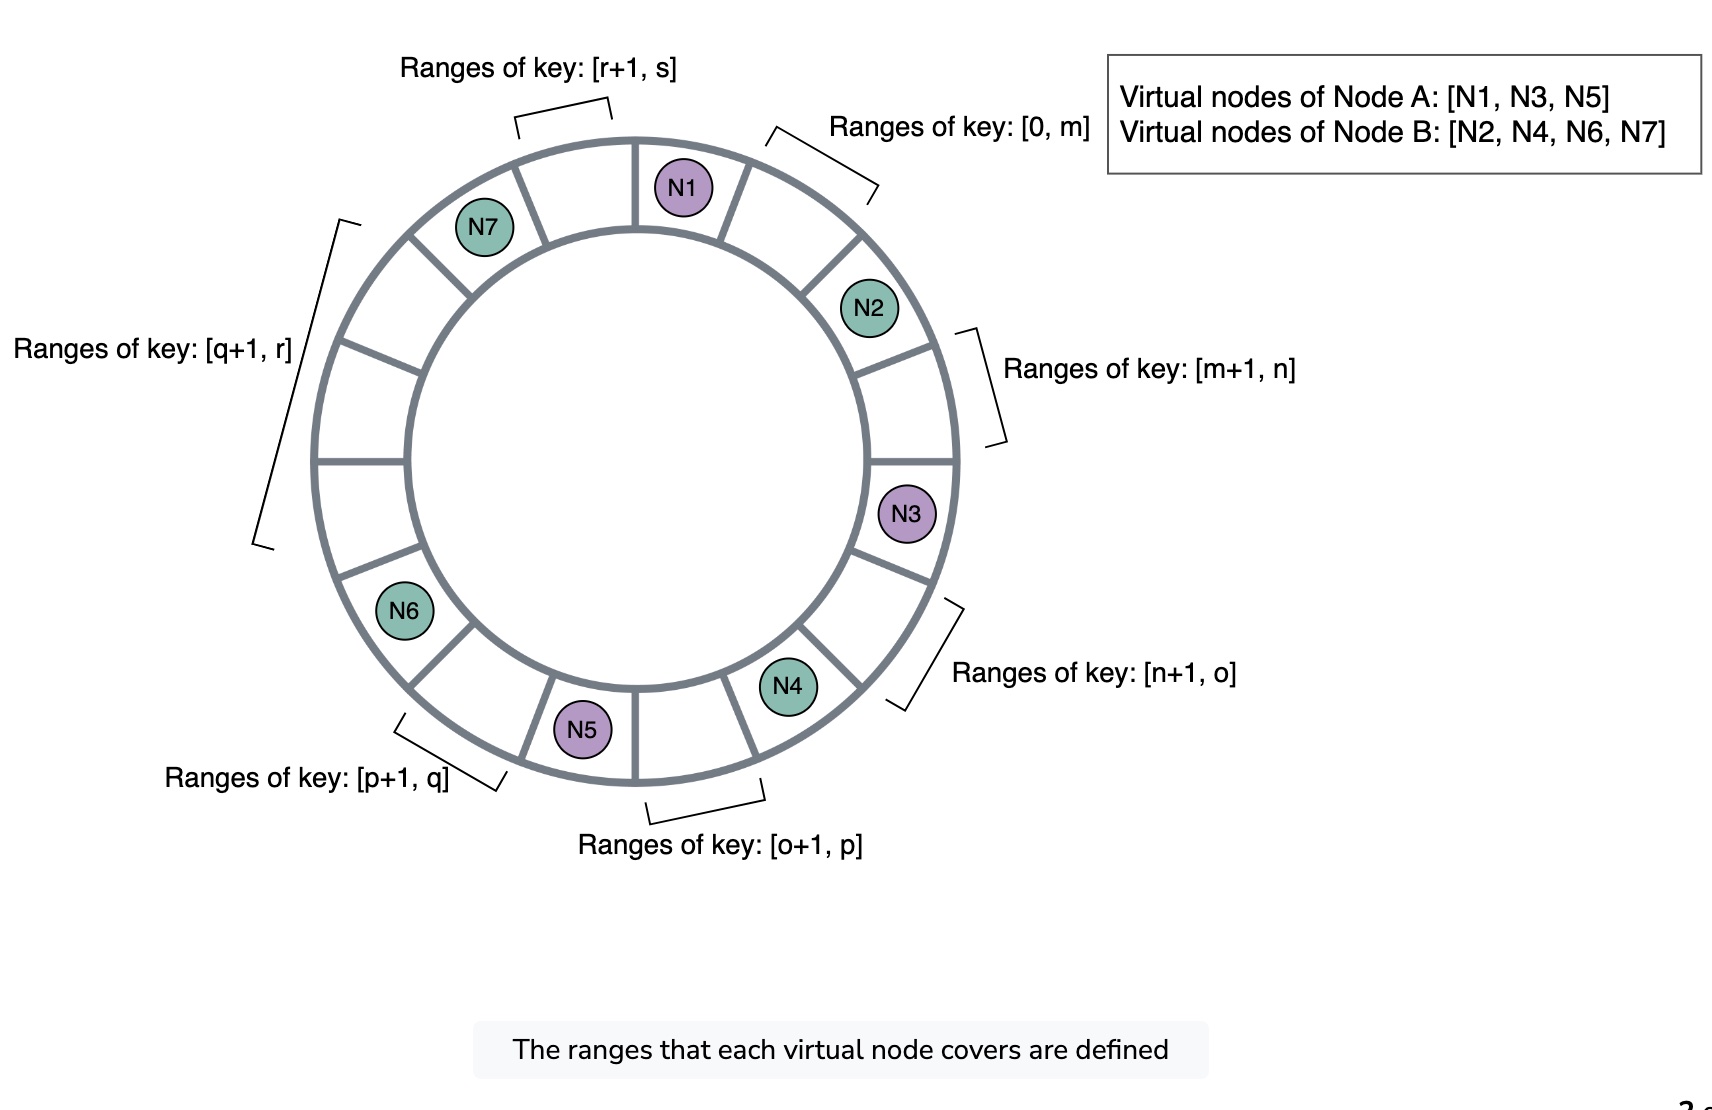 Ranges of key: [r+1, s]
Ranges of key: [0, m]
Virtual nodes of Node A: [N1, N3, N5]
Virtual nodes of Node B: [N2, N4, N6, N7]
N1
N7
N2
Ranges of key: [q+1, r]
Ranges of key: [m+1, n]
N3
N6
Ranges of key: [n+1, o]
N4
N5
Ranges of key: [p+1, q]
Ranges of key: [o+1, p]
The ranges that each virtual node covers are defined